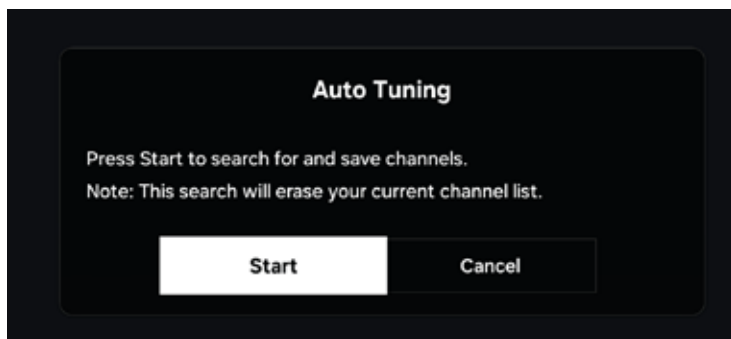 Auto Tuning
Press Start to search for and save channels.
Note: This search will erase your current channel list.
Start
Cancel